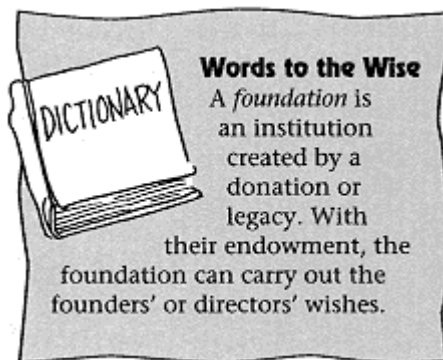 DICTIONARY
Words to the Wise
A foundation is
an institution
created by a
donation or
legacy. With
their endowment, the
foundation can carry out the
founders' or directors' wishes.